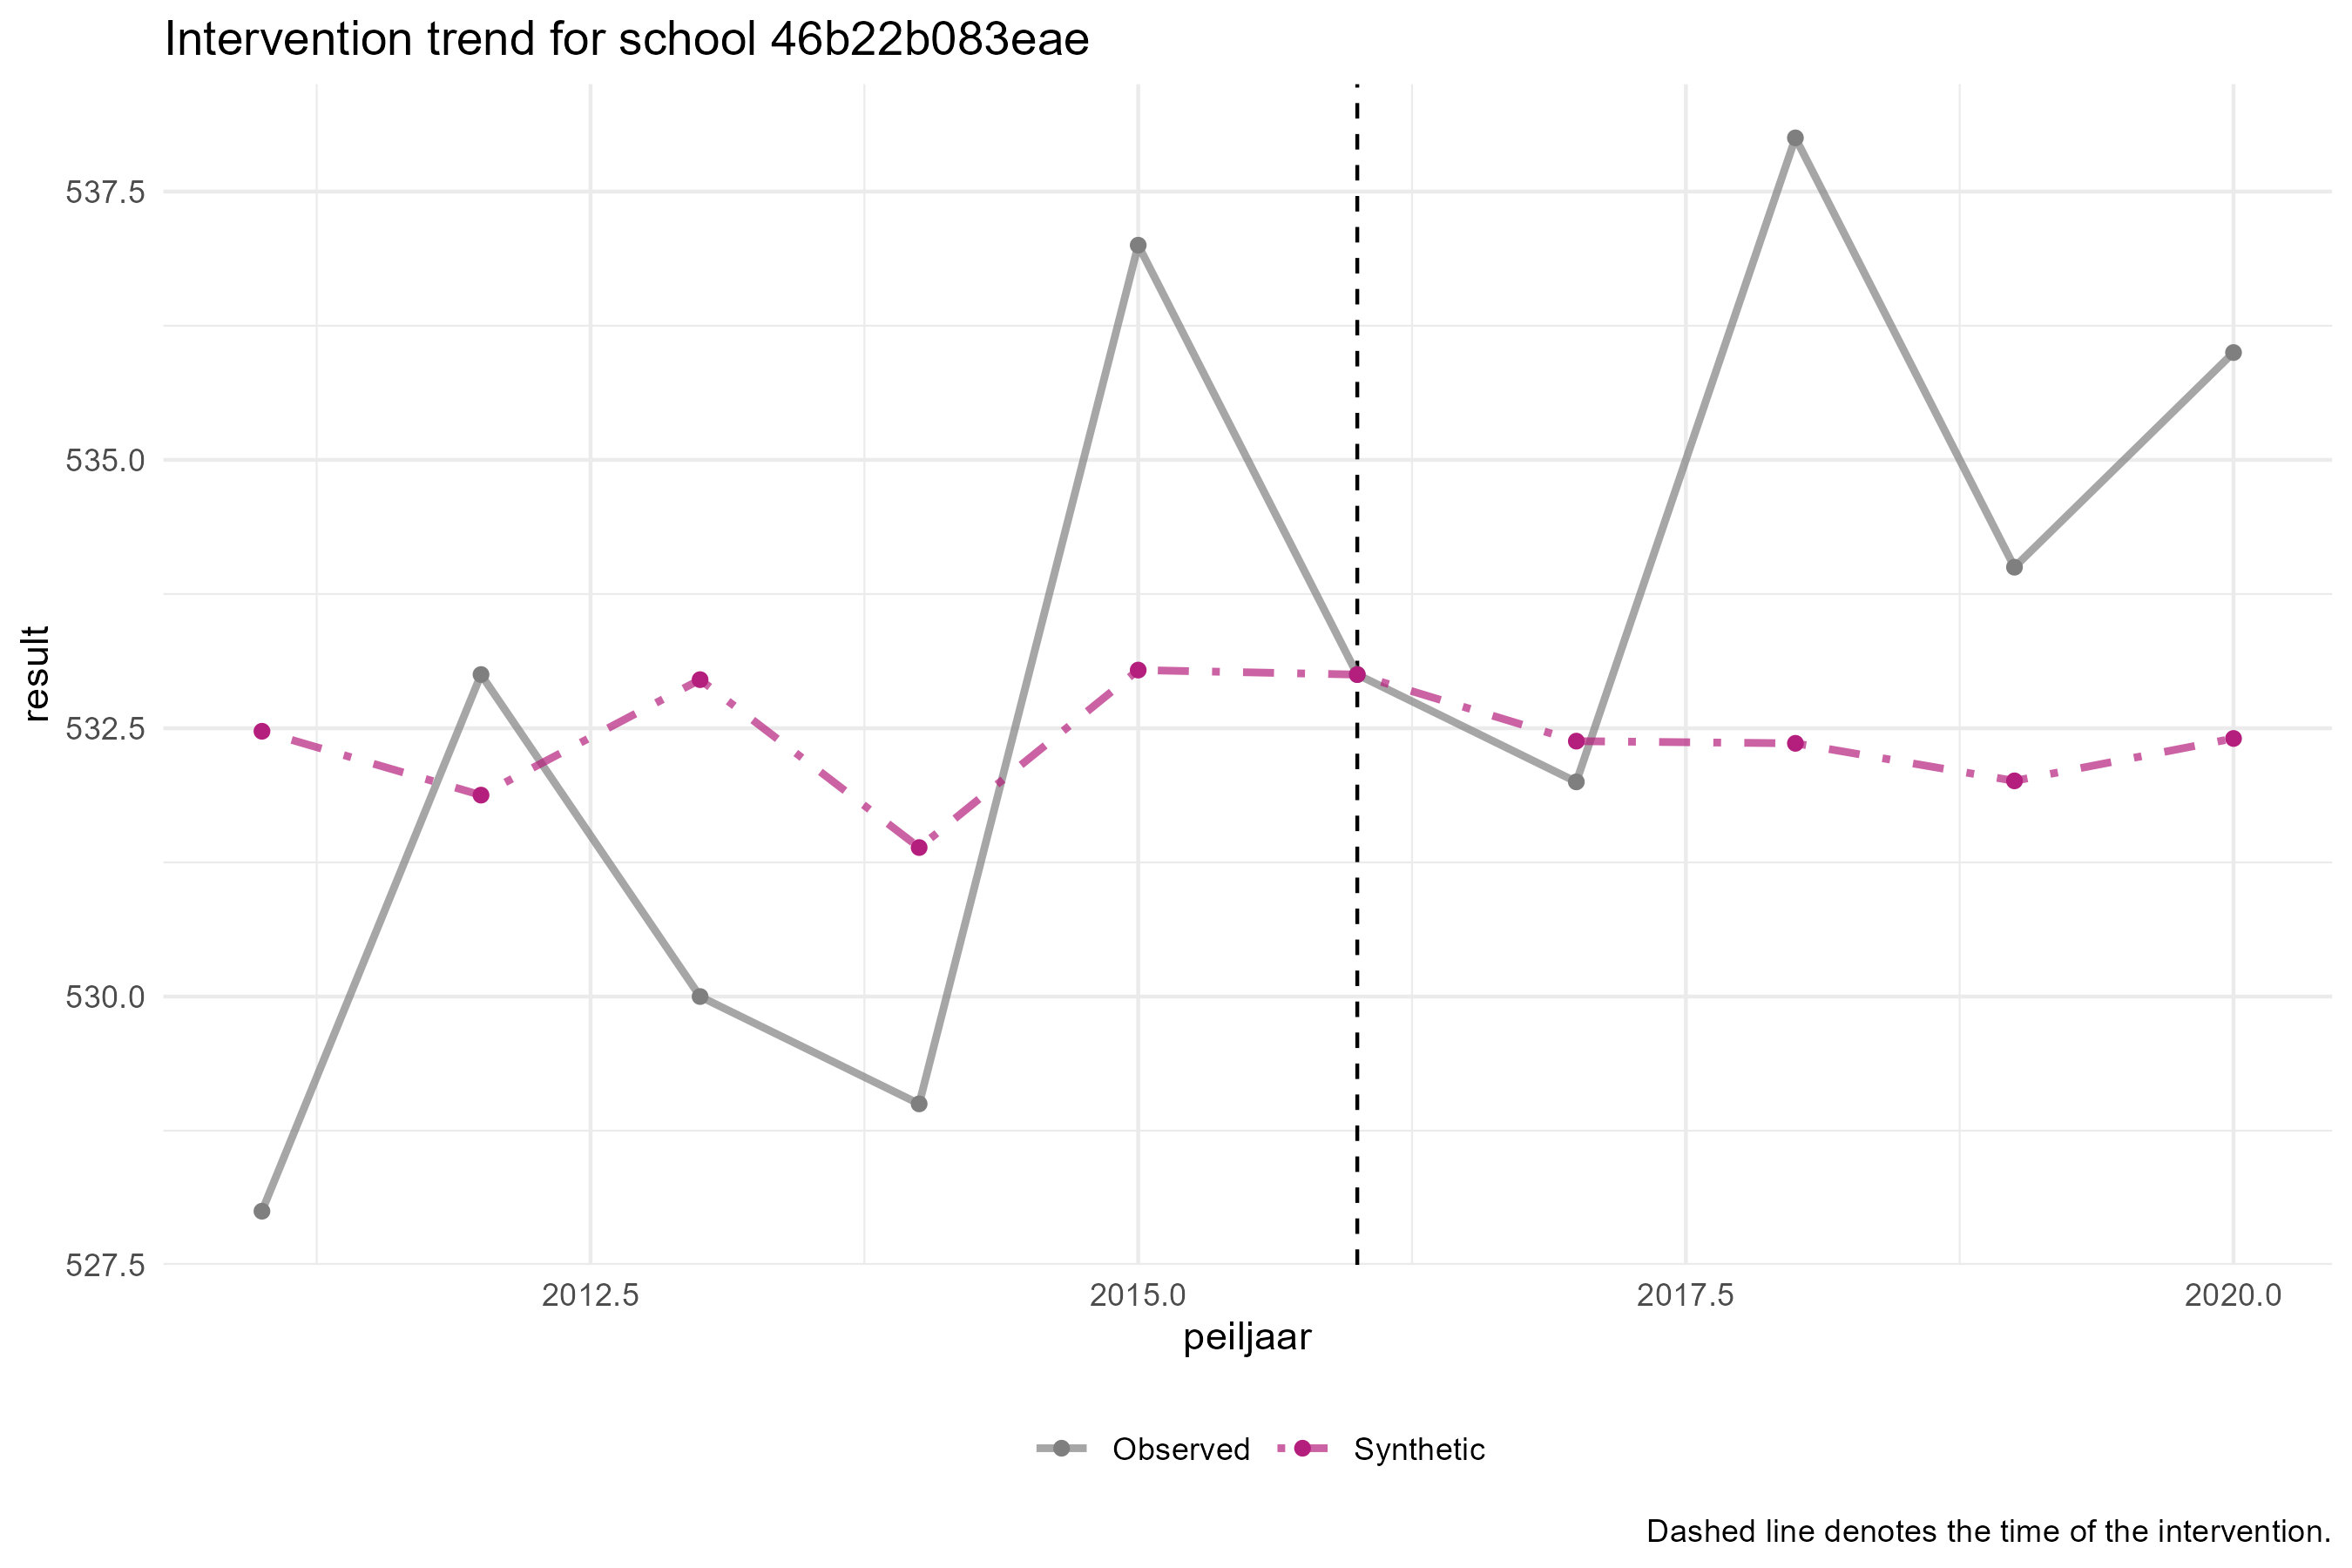 Intervention trend for school 46b22b083eae
537.5
535.0
532.5
530.0
527.5
result
2012.5
2015.0
2017.5
2020.0
peiljaar
Observed
Synthetic
Dashed line denotes the time of the intervention.